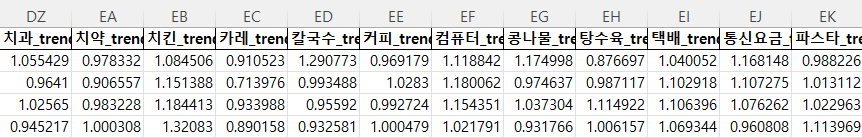 DZ EA EB EC ED EE EF EG EH EI EJ EK
치과_trend 치약_trend 치킨_trend 카레_trend 칼국수_tre 커피_trend 컴퓨터_tre 콩나물_tre 탕수육_tre 택배_trend 통신요금_ 파스타_tre
1.055429 0.978332 1.084506 0.910523 1.290773 0.969179 1.118842 1.174998 0.876697 1.040052 1.168148 0.988226
0.9641 0.906557 1.151388 0.713976 0.993488 1.0283 1.180062 0.974637 0.987117 1.102918 1.107275 1.013112
1.02565 0.983228 1.184413 0.933988 0.95592 0.992724 1.154351 1.037304 1.114922 1.106396 1.076262 1.022963
0.945217 1.000308 1.32083 0.890158 0.932581 1.000479 1.021791 0.931766 1.006157 1.069344 0.960808 1.113969